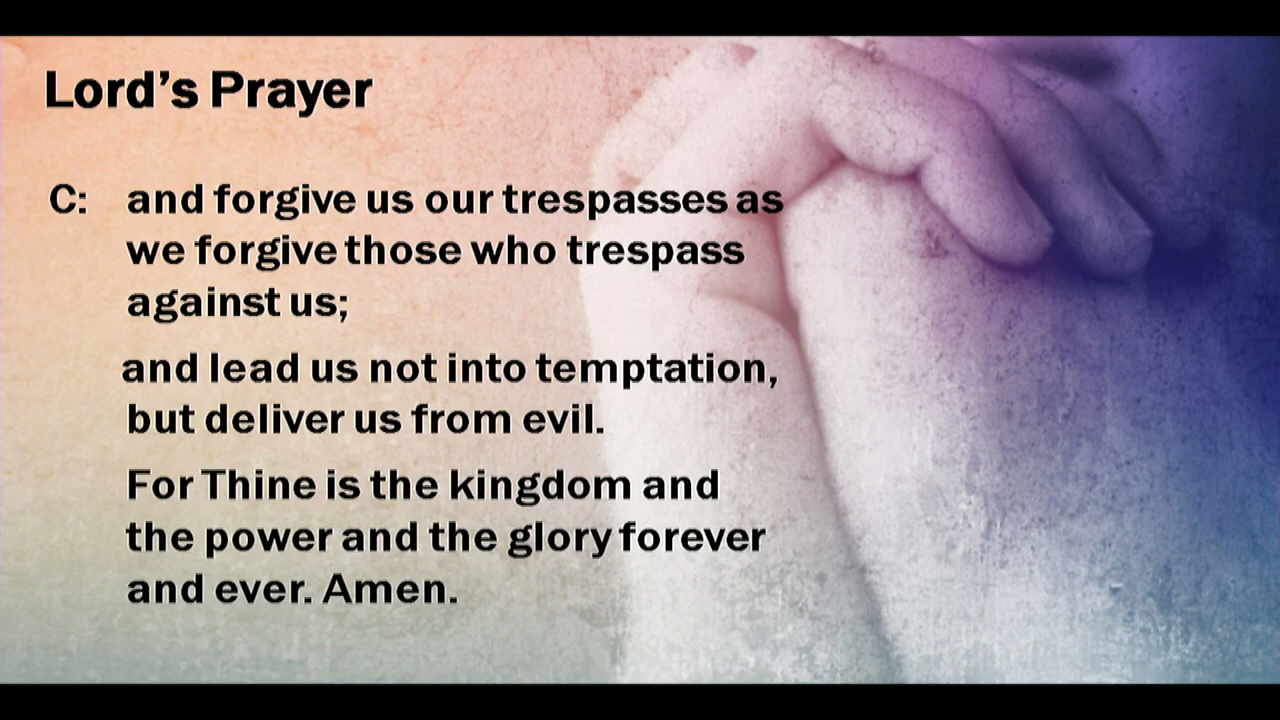 Lord’s Prayer
C: and forgive us our trespasses as
we forgive those who trespass
against us;
and lead us not into temptation,
but deliver us from evil.
For Thine is the kingdom and
the power and the glory forever
and ever. Amen.